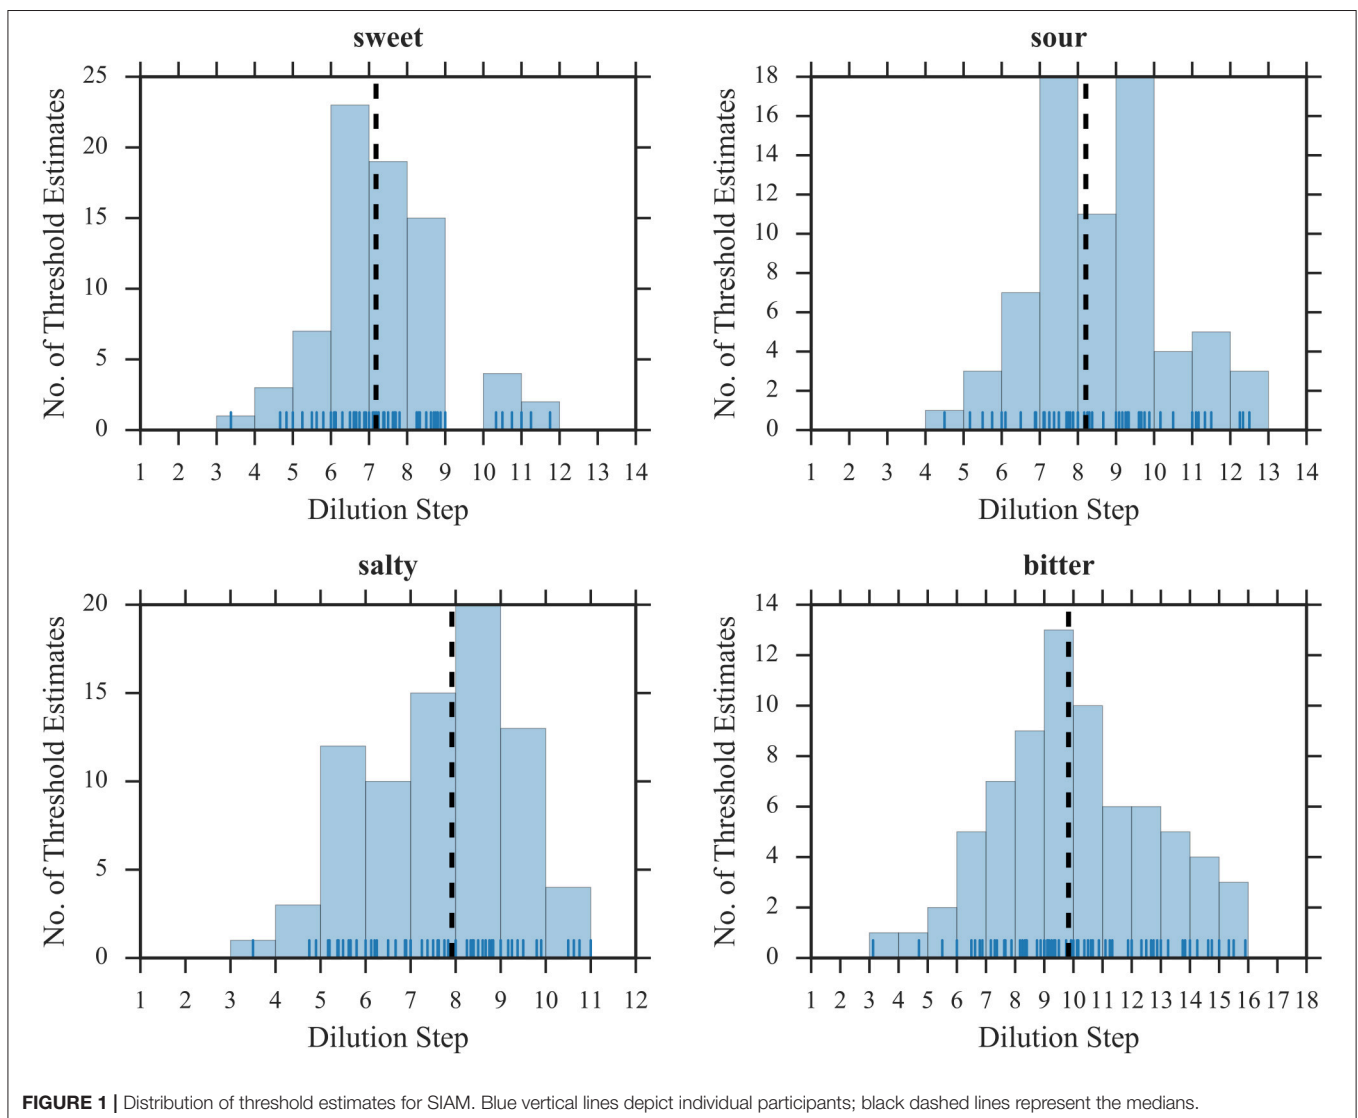 sweet
25
20
15
10
5
0
No. of Threshold Estimates
1 2 3 4 5 6 7 8 9 10 11 12 13 14
Dilution Step
sour
18
16
14
12
10
8
6
4
2
0
No. of Threshold Estimates
1 2 3 4 5 6 7 8 9 10 11 12 13 14
Dilution Step
salty
20
15
10
5
0
No. of Threshold Estimates
1 2 3 4 5 6 7 8 9 10 11 12
Dilution Step
bitter
14
12
10
8
6
4
2
0
No. of Threshold Estimates
1 2 3 4 5 6 7 8 9 10 11 12 13 14 15 16 17 18
Dilution Step
FIGURE 1 | Distribution of threshold estimates for SIAM. Blue vertical lines depict individual participants; black dashed lines represent the medians.